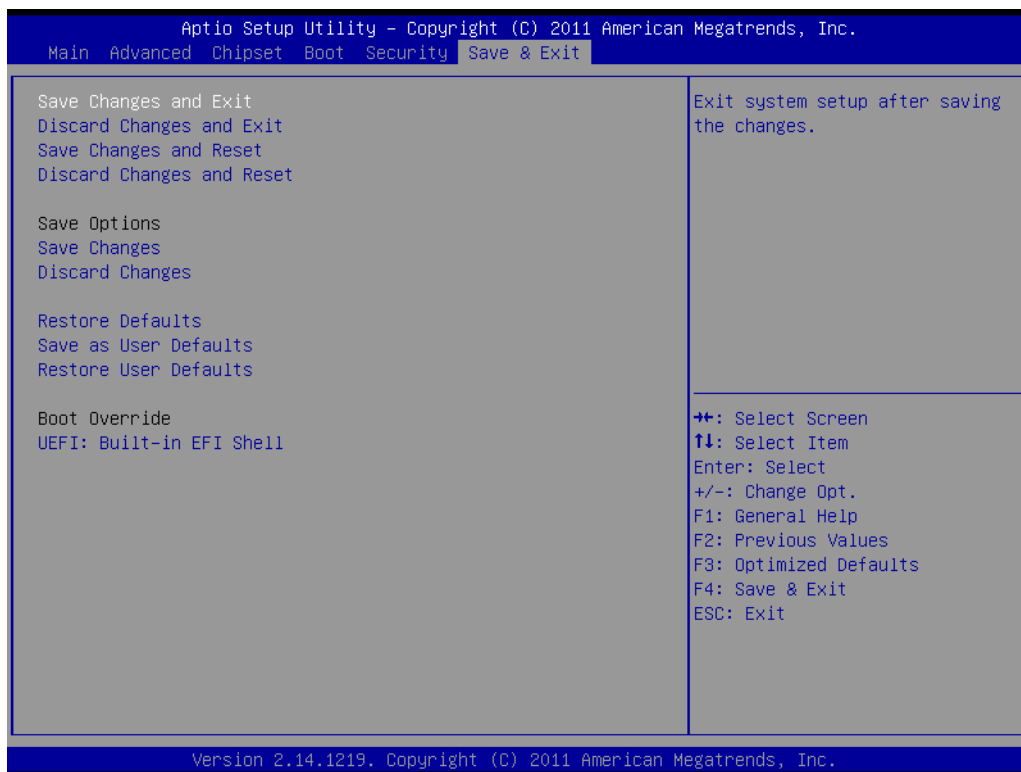 Aptio Setup Utility – Copyright (C) 2011 American Megatrends, Inc.
Main Advanced Chipset Boot Security Save & Exit
Save Changes and Exit
Discard Changes and Exit
Save Changes and Reset
Discard Changes and Reset
Save Options
Save Changes
Discard Changes
Restore Defaults
Save as User Defaults
Restore User Defaults
Boot Override
UEFI: Built-in EFI Shell
Exit system setup after saving
the changes.
→←: Select Screen
↑↓: Select Item
Enter: Select
+/-: Change Opt.
F1: General Help
F2: Previous Values
F3: Optimized Defaults
F4: Save & Exit
ESC: Exit
Version 2.14.1219. Copyright (C) 2011 American Megatrends, Inc.